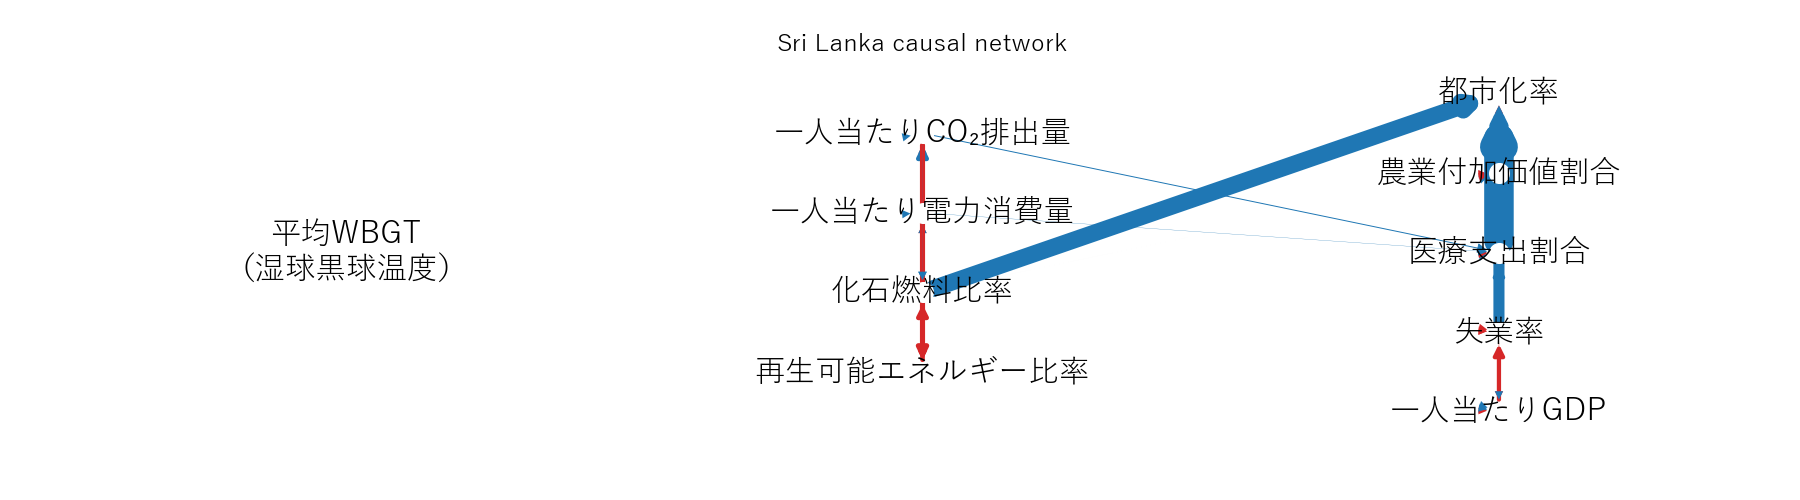 Sri Lanka causal network
都市化率
一人当たりCO₂排出量
農業付加価値割合
一人当たり電力消費量
平均WBGT
（湿球黒球温度）
医療支出割合
化石燃料比率
失業率
再生可能エネルギー比率
一人当たりGDP